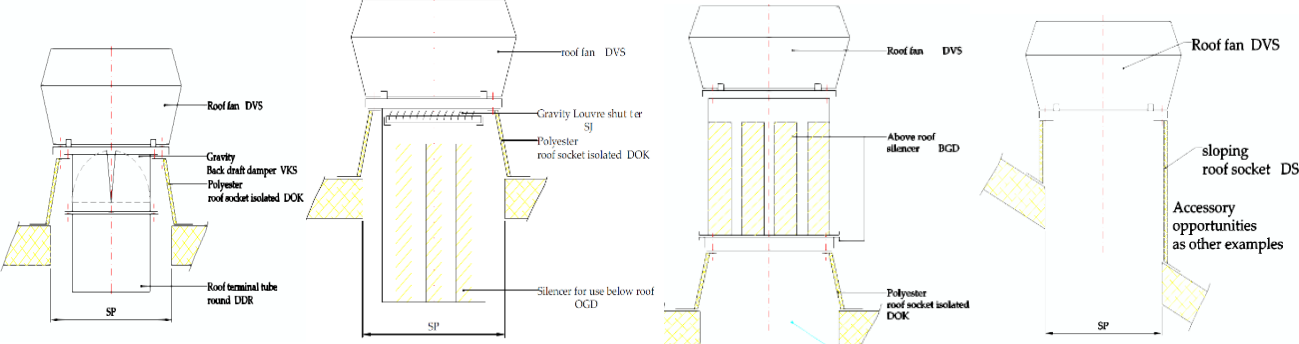 Roof fan DVS
Gravity
Back draft damper VKS
Polyester
roof socket isolated DOK
Roof terminal tube
round DDR
SP
roof fan DVS
Gravity Louvre shut ter
SJ
Polyester
roof socket isolated DOK
Silencer for use below roof
OGD
SP
Roof fan DVS
Above roof
silencer BGD
Polyester
roof socket isolated
DOK
Roof fan DVS
sloping
roof socket DS
Accessory
opportunities
as other examples
SP